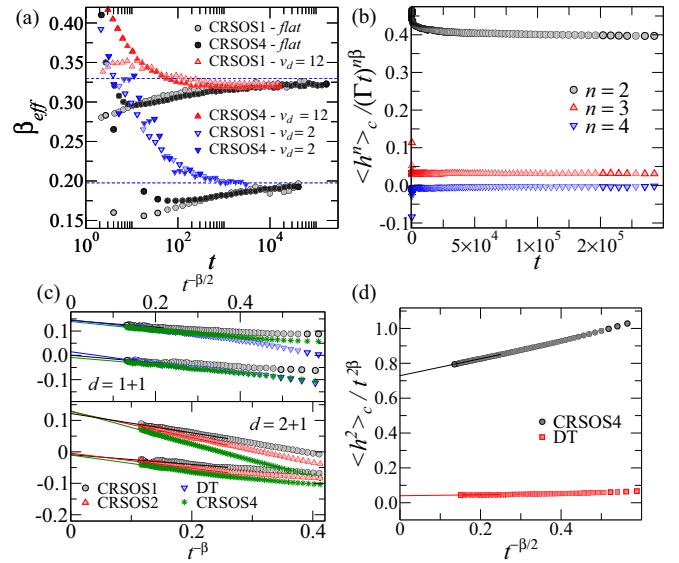 (a)
CRSOS1 - flat
CRSOS4 - flat
CRSOS1 - v_d = 12
CRSOS4 - v_d = 12
CRSOS1 - v_d = 2
CRSOS4 - v_d = 2
0.40
0.35
0.30
0.25
0.20
0.15
β_eff
10^0
10^2
10^4
t
(b)
0.4
0.3
0.2
0.1
0.0
-0.1
<h^n>_c /(Γt)^{nβ}
n = 2
n = 3
n = 4
0
5×10^4
1×10^5
2×10^5
t
(c)
t^{-β/2}
0
0.2
0.4
0.1
0.0
-0.1
d = 1+1
0.1
0
-0.1
-0.2
d = 2+1
CRSOS1
DT
CRSOS2
CRSOS4
0
0.1
0.2
0.3
0.4
t^{-β}
(d)
1.2
1.0
0.8
0.6
0.4
0.2
0.0
<h^2>_c / t^{2β}
CRSOS4
DT
0
0.2
0.4
t^{-β/2}